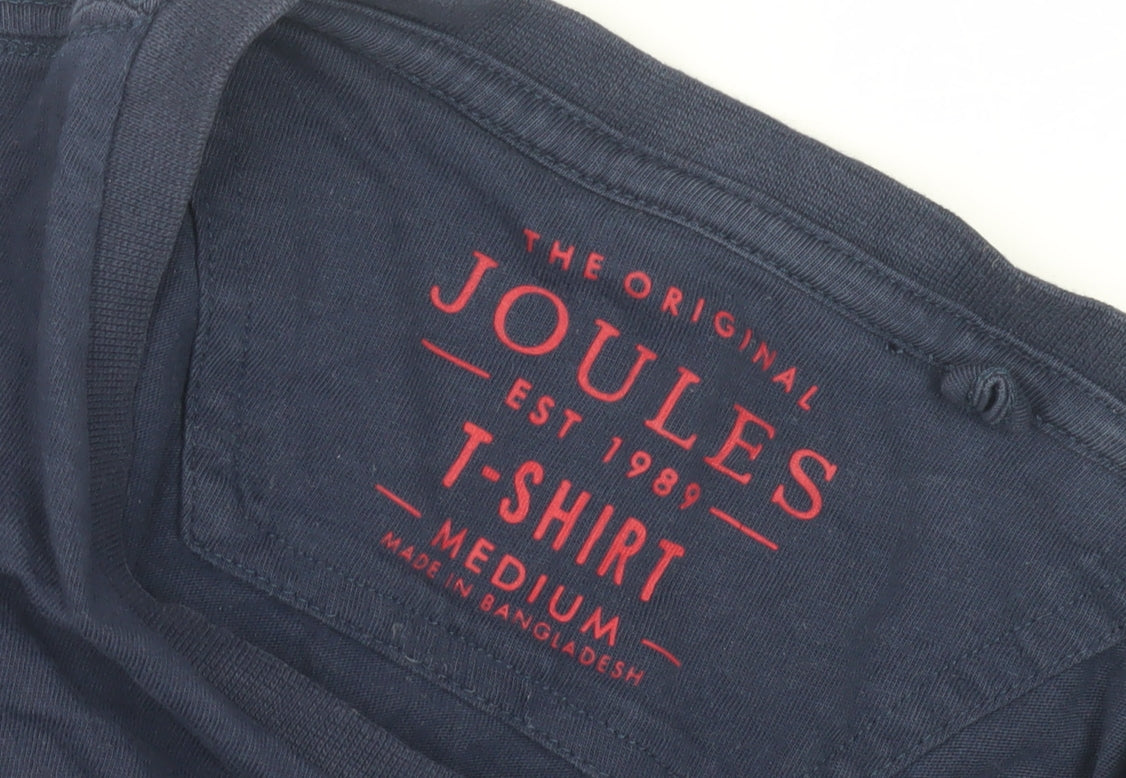 THE ORIGINAL
JOULES
EST 1989
T-SHIRT
MEDIUM
MADE IN BANGLADESH